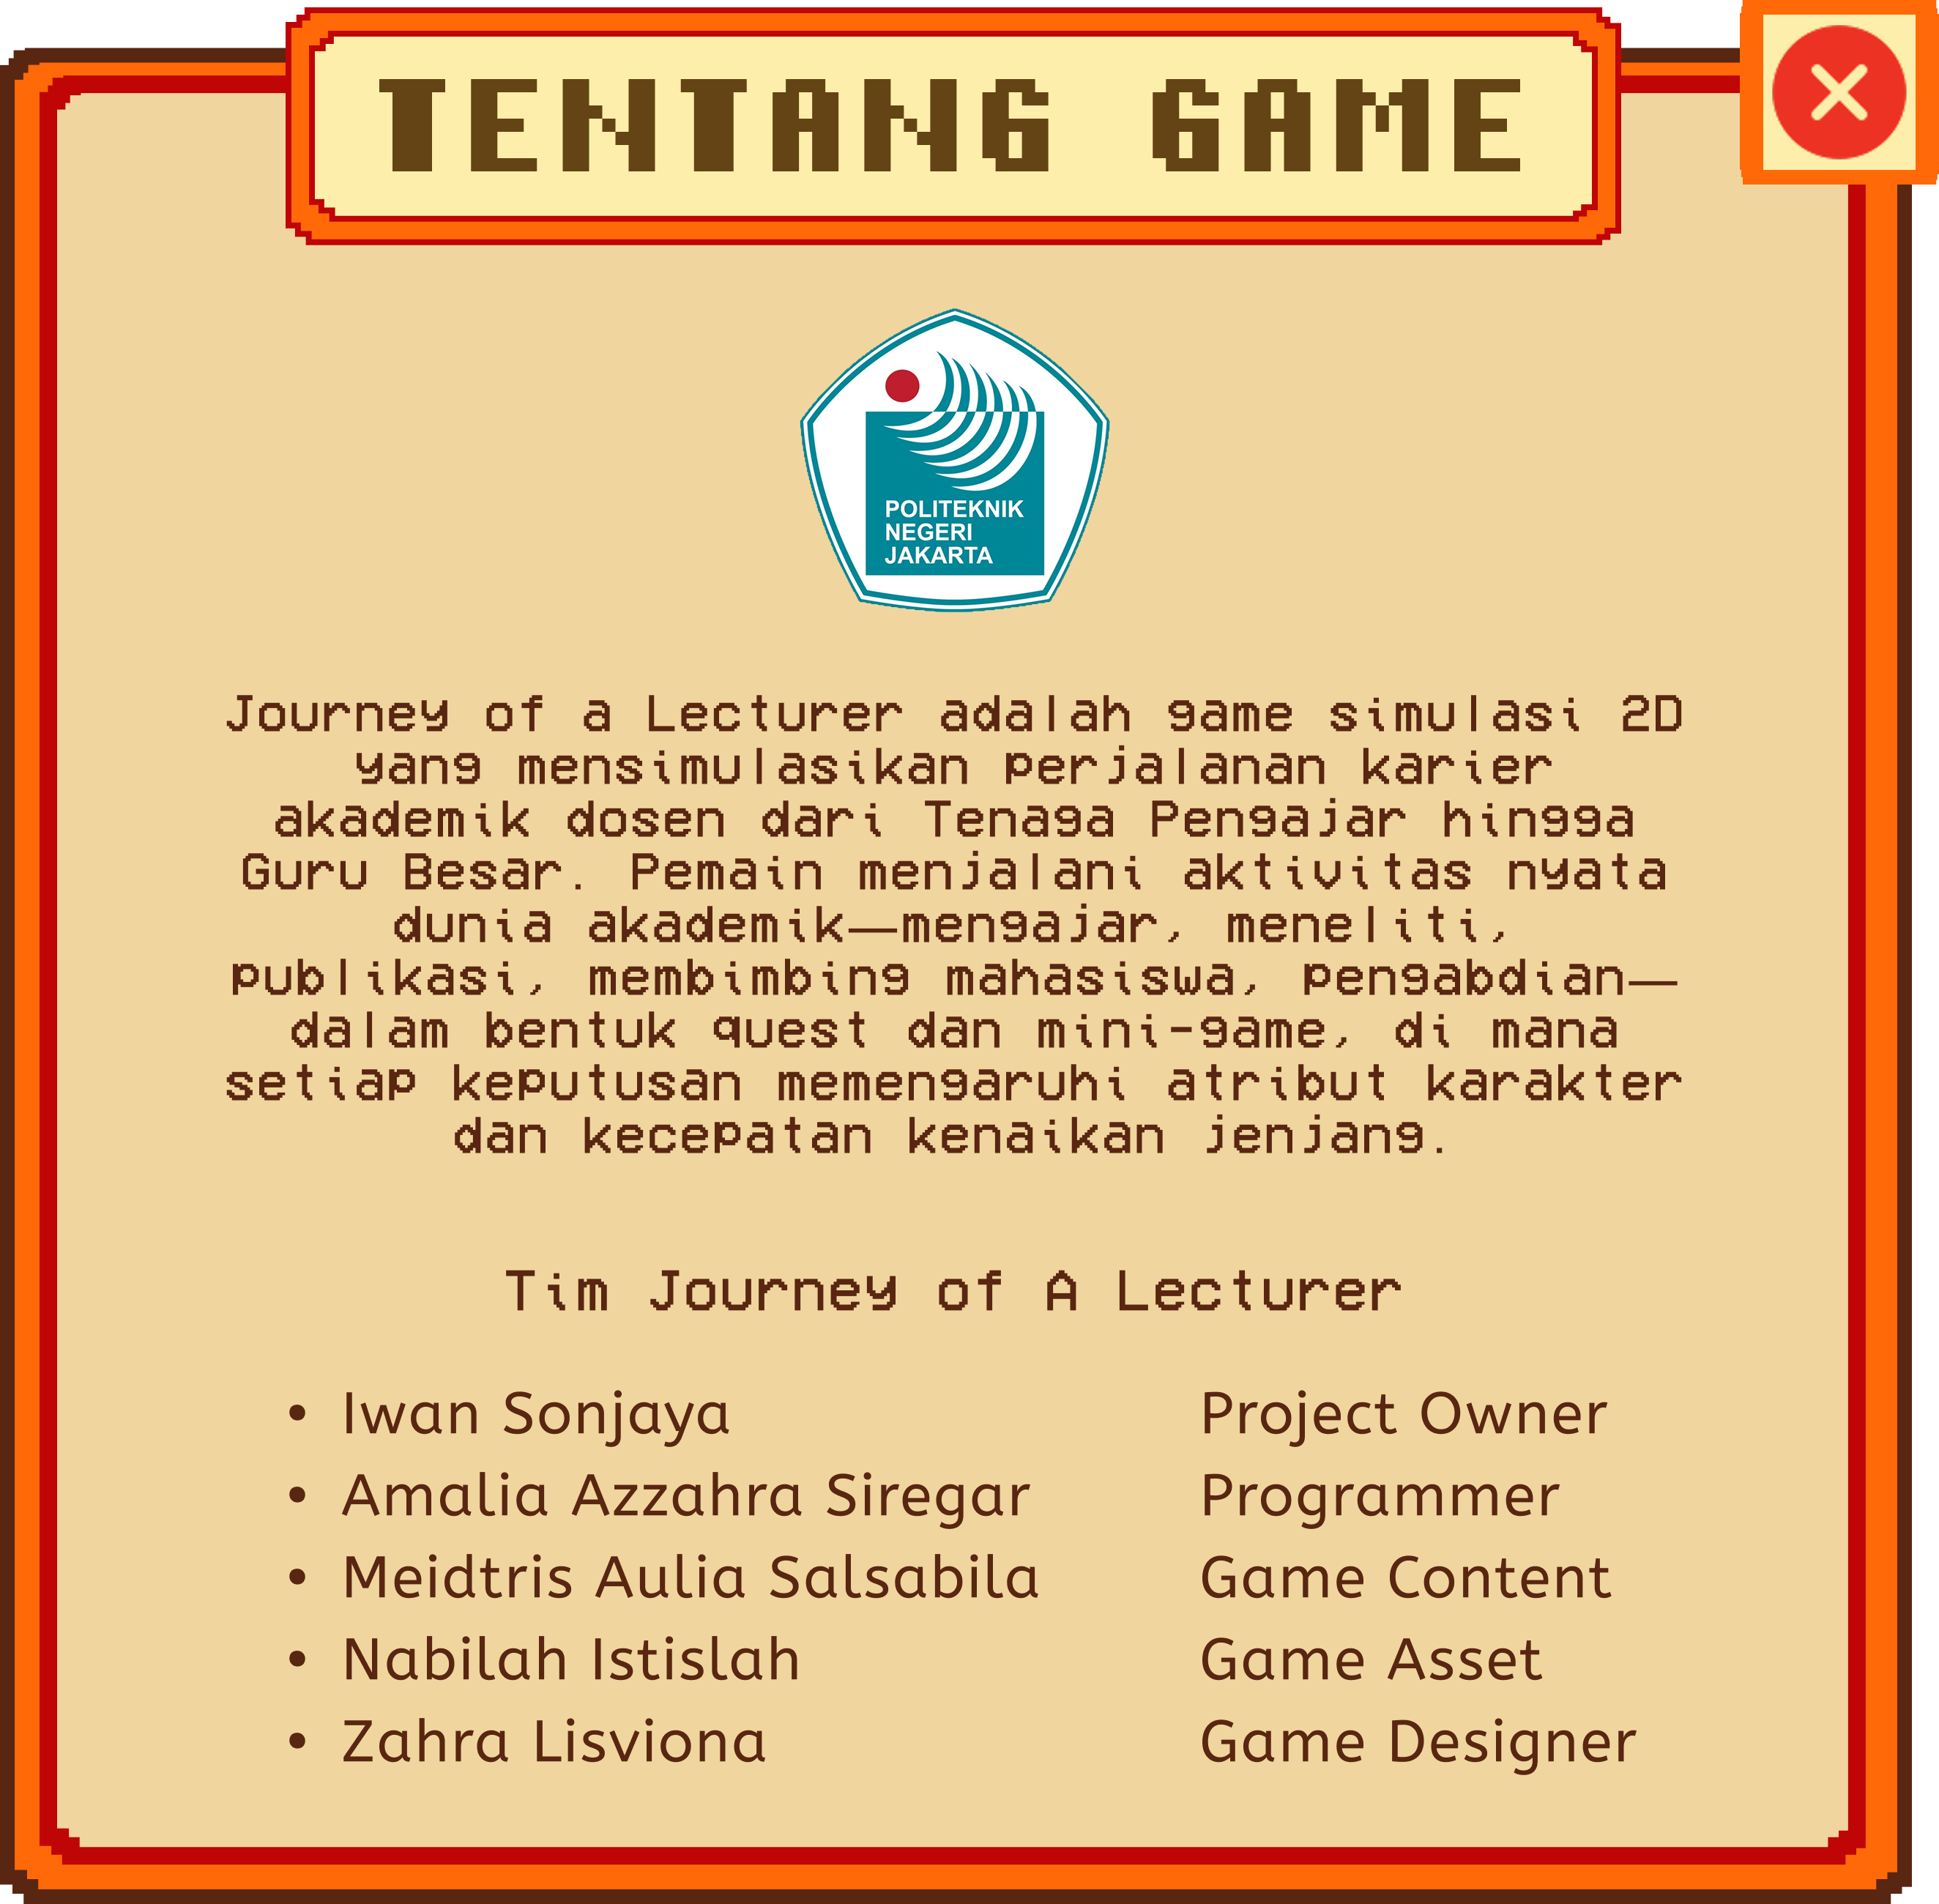 TENTANG GAME
POLITEKNIK
NEGERI
JAKARTA
Journey of a Lecturer adalah game simulasi 2D
yang mensimulasikan perjalanan karier
akademik dosen dari Tenaga Pengajar hingga
Guru Besar. Pemain menjalani aktivitas nyata
dunia akademik—mengajar, meneliti,
publikasi, membimbing mahasiswa, pengabdian—
dalam bentuk quest dan mini-game, di mana
setiap keputusan memengaruhi atribut karakter
dan kecepatan kenaikan jenjang.
Tim Journey of A Lecturer
• Iwan Sonjaya Project Owner
• Amalia Azzahra Siregar Programmer
• Meidtris Aulia Salsabila Game Content
• Nabilah Istislah Game Asset
• Zahra Lisviona Game Designer